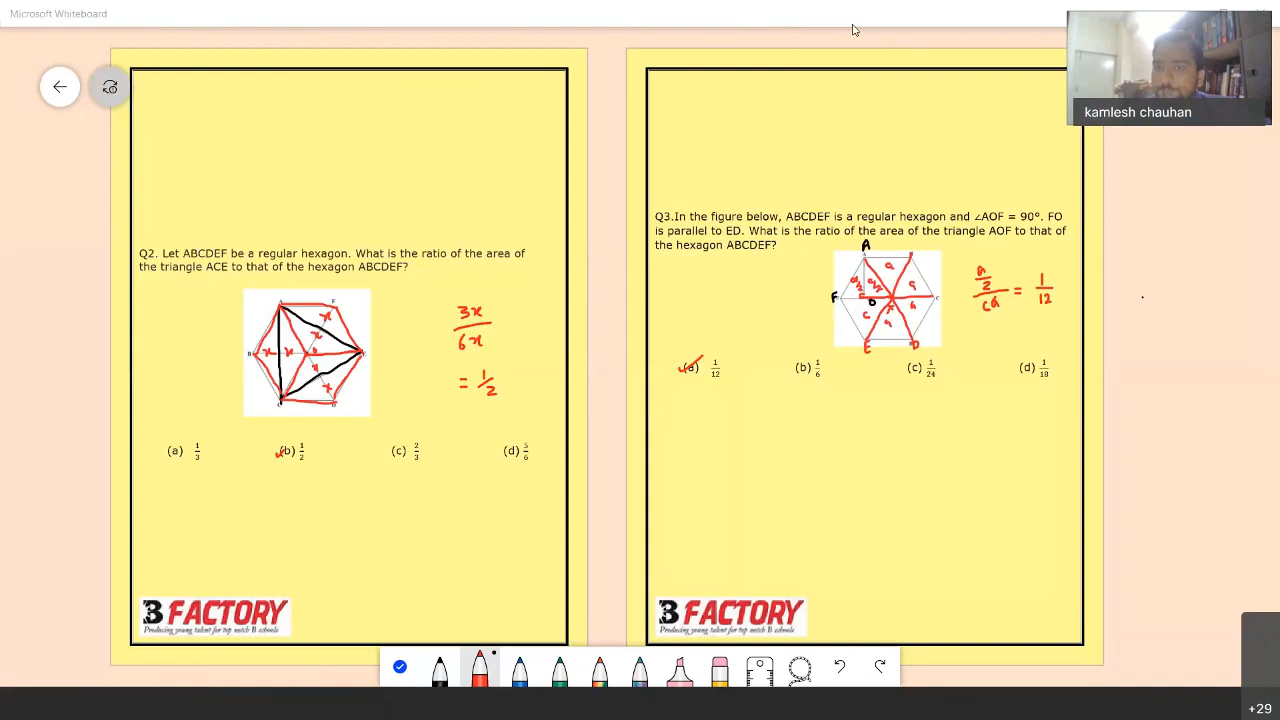 Microsoft Whiteboard
kamlesh chauhan
Q2. Let ABCDEF be a regular hexagon. What is the ratio of the area of
the triangle ACE to that of the hexagon ABCDEF?
3x
6x
= 1/2
(a) 1/3 (b) 1/2 (c) 2/3 (d) 5/6
B FACTORY
Producing young talent for top notch B schools
Q3.In the figure below, ABCDEF is a regular hexagon and ∠AOF = 90°. FO
is parallel to ED. What is the ratio of the area of the triangle AOF to that of
the hexagon ABCDEF?
A
F
O
E D
= 1/12
(a) 1/12 (b) 1/6 (c) 1/24 (d) 1/18
B FACTORY
Producing young talent for top notch B schools
+29